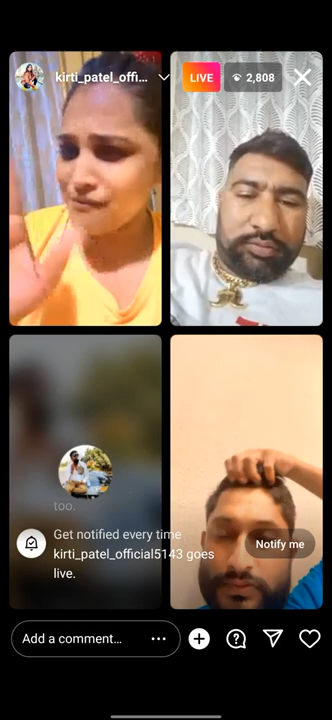 kirti_patel_offi...
LIVE
2,808
too.
Get notified every time
kirti_patel_official5143 goes
live.
Notify me
Add a comment...